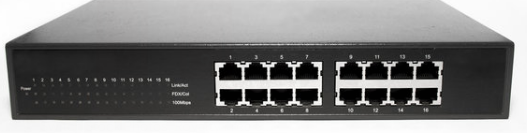 1 3 5 7 9 11 13 15
1 2 3 4 5 6 7 8 9 10 11 12 13 14 15 16
Link/Act
Power
FDX/Col
100Mbps
2 4 6 8 10 12 14 16